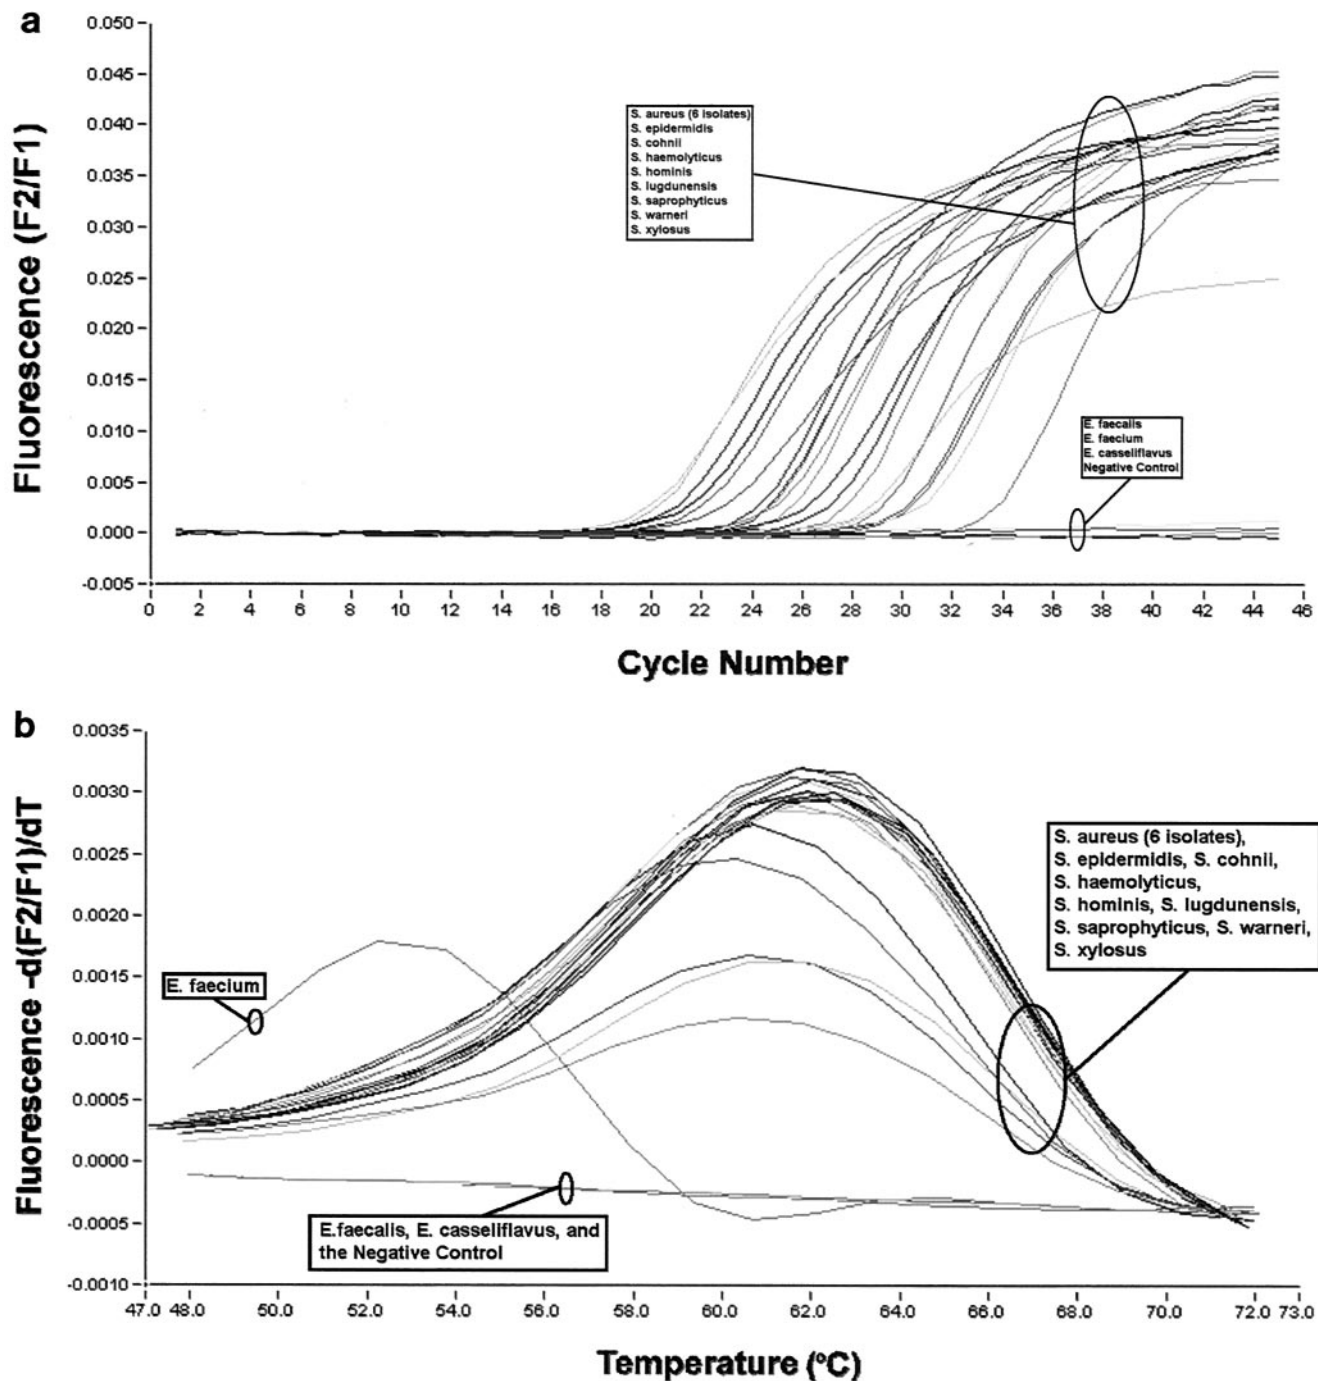 a
0.050
0.045
0.040
0.035
0.030
0.025
0.020
0.015
0.010
0.005
0.000
-0.005
Fluorescence (F2/F1)
S. aureus (6 isolates)
S. epidermidis
S. cohnii
S. haemolyticus
S. hominis
S. lugdunensis
S. saprophyticus
S. warneri
S. xylosus
E. faecalis
E. faecium
E. casseliflavus
Negative Control
0 2 4 6 8 10 12 14 16 18 20 22 24 26 28 30 32 34 36 38 40 42 44 46
Cycle Number
b
0.0035
0.0030
0.0025
0.0020
0.0015
0.0010
0.0005
0.0000
-0.0005
-0.0010
Fluorescence -d(F2/F1)/dT
E. faecium
S. aureus (6 isolates),
S. epidermidis, S. cohnii,
S. haemolyticus,
S. hominis, S. lugdunensis,
S. saprophyticus, S. warneri,
S. xylosus
E.faecalis, E. casseliflavus, and
the Negative Control
47.0 48.0 50.0 52.0 54.0 56.0 58.0 60.0 62.0 64.0 66.0 68.0 70.0 72.0 73.0
Temperature (ºC)